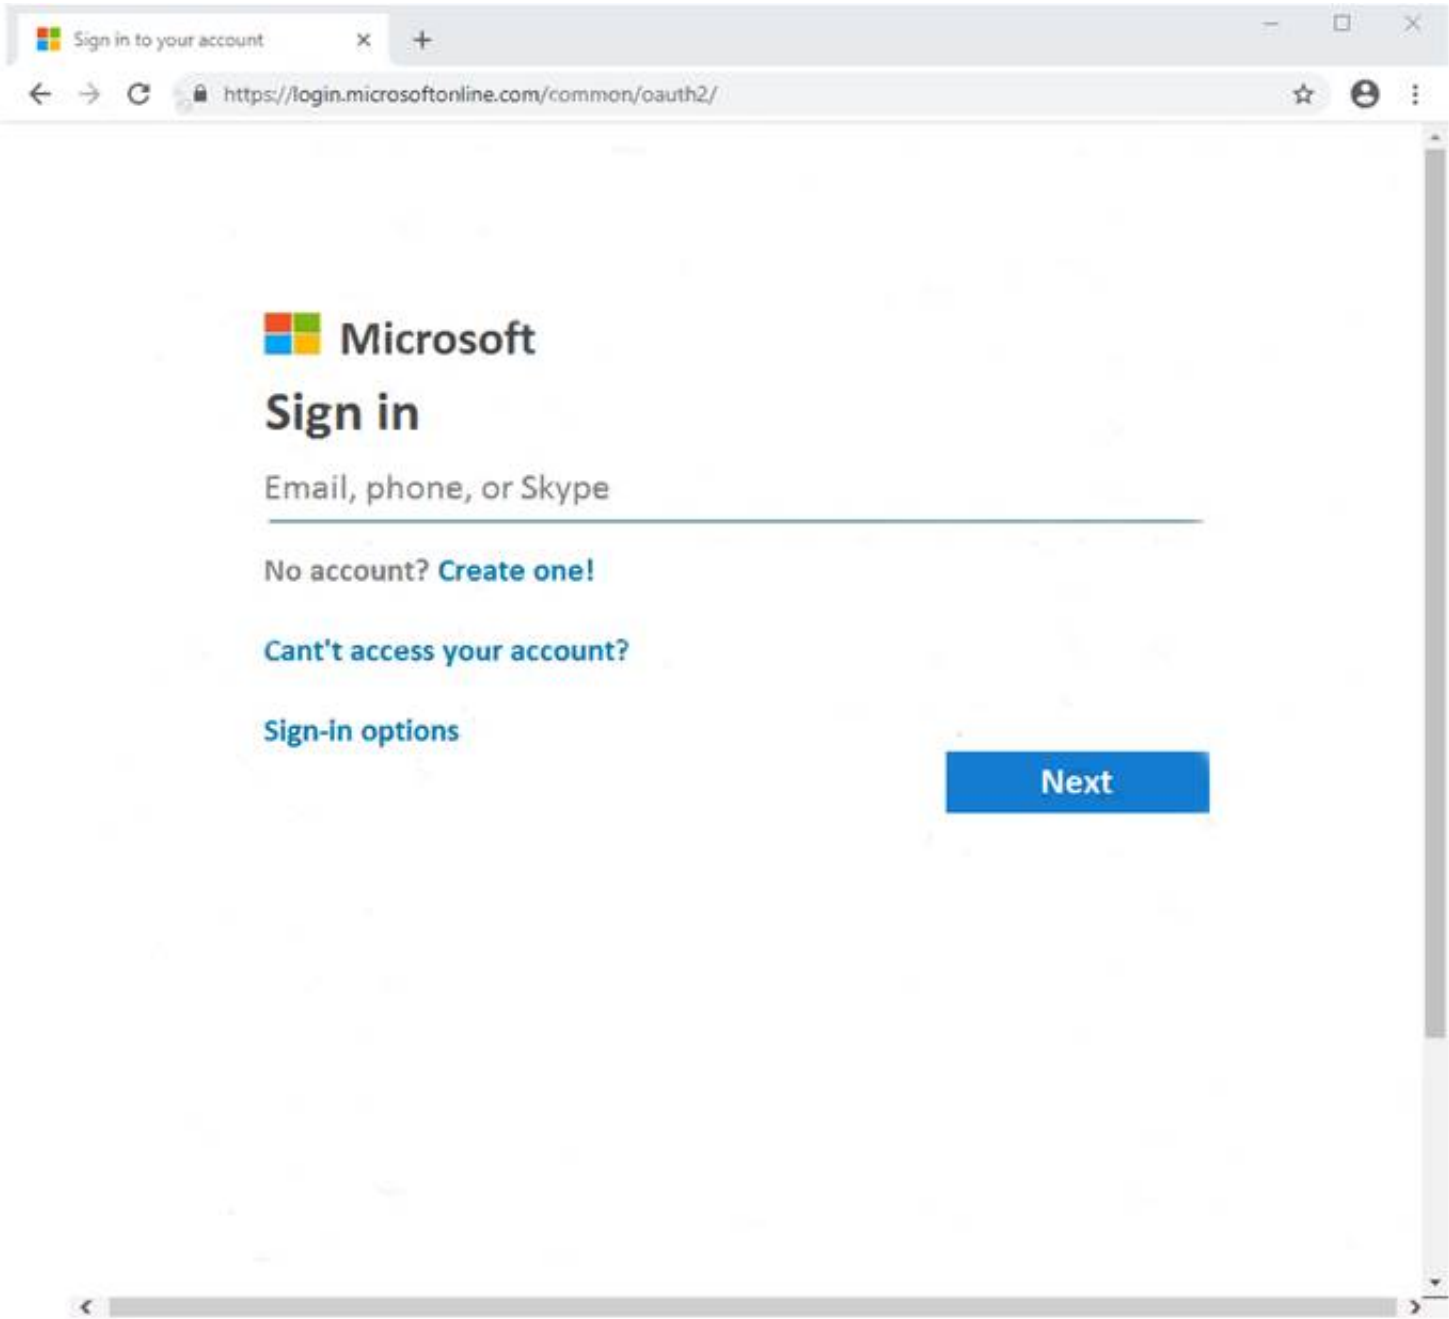 Sign in to your account
https://login.microsoftonline.com/common/oauth2/
Microsoft
Sign in
Email, phone, or Skype
No account? Create one!
Cant't access your account?
Sign-in options
Next